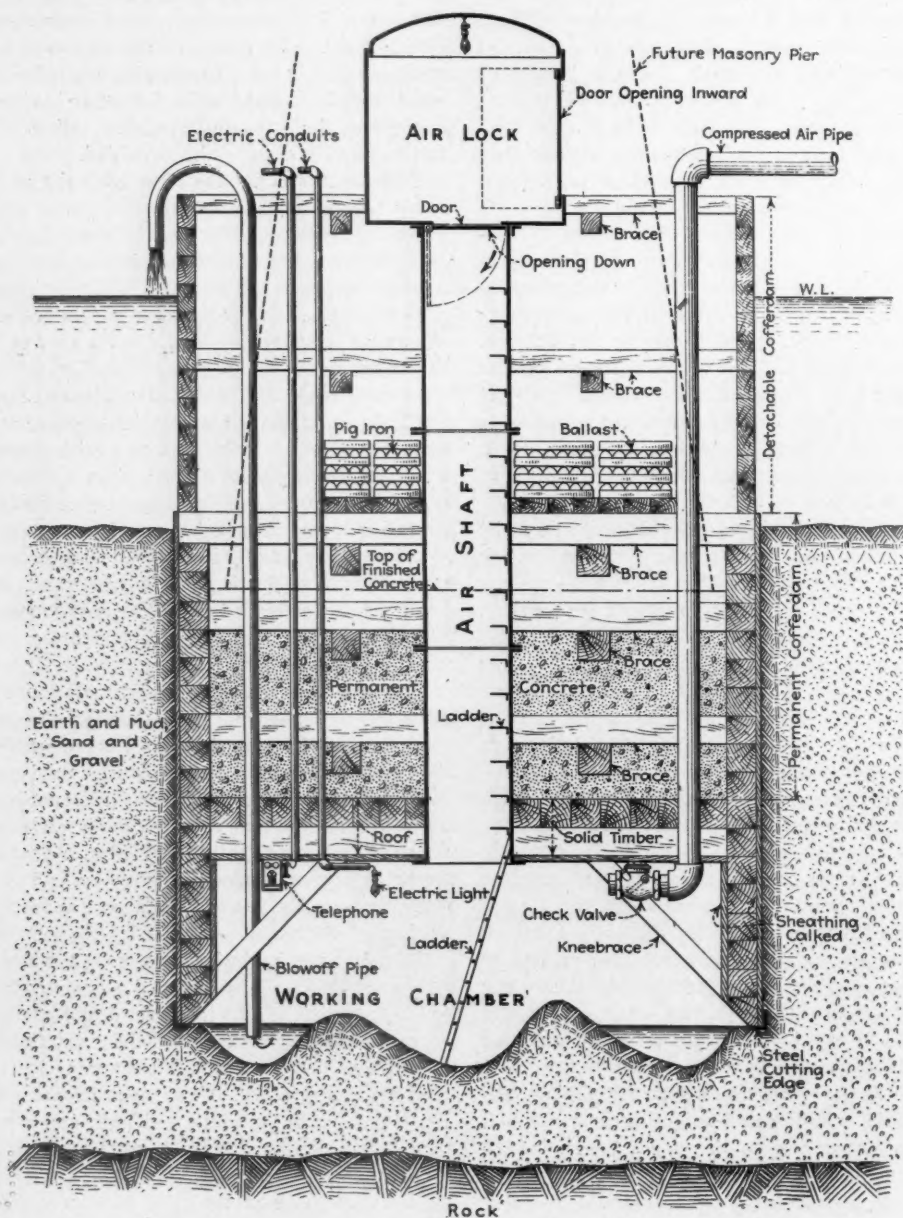 Future Masonry Pier
Door Opening Inward
Electric Conduits
AIR LOCK
Compressed Air Pipe
Door
Brace
Opening Down
W.L.
Detachable Cofferdam
Brace
Pig Iron
Ballast
AIR SHAFT
Top of
Finished
Concrete
Brace
Permanent Cofferdam
Brace
Permanent
Concrete
Earth and Mud,
Sand and
Gravel
Ladder
Brace
Roof
Solid Timber
Telephone
Electric Light
Check Valve
Sheathing
Calked
Ladder
Kneebrace
Blowoff Pipe
WORKING CHAMBER
Steel
Cutting
Edge
Rock